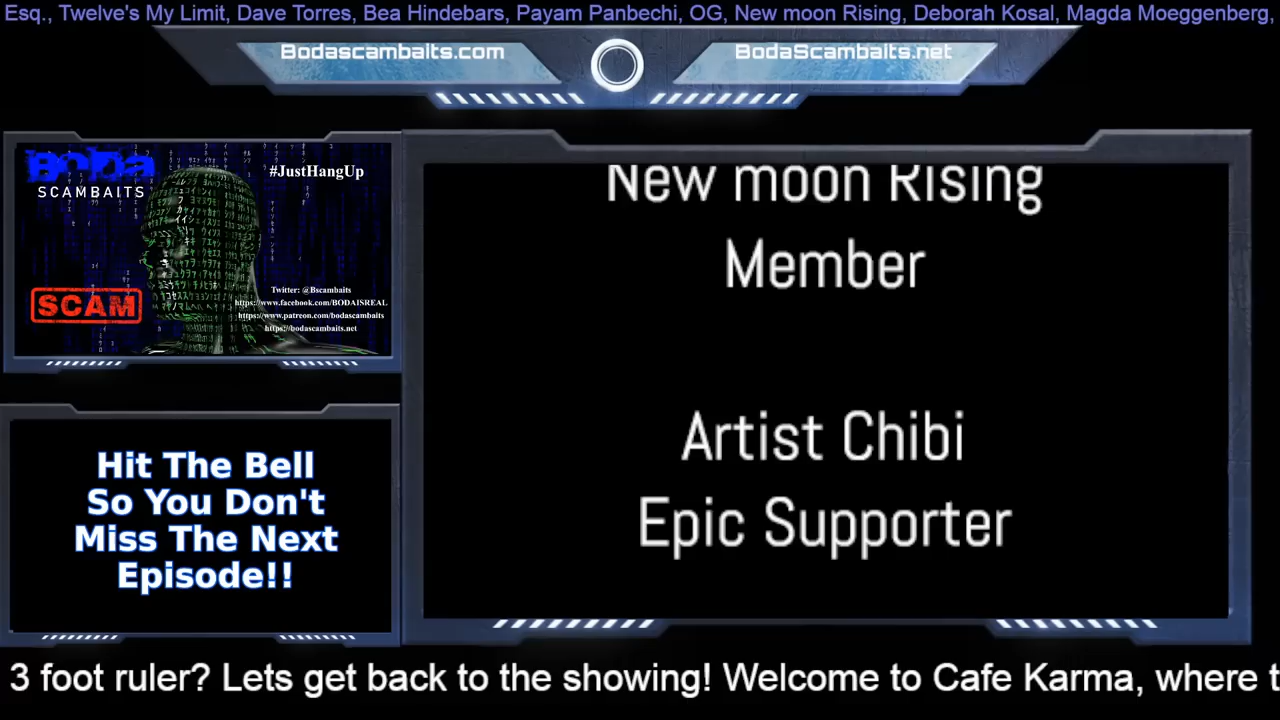 Esq., Twelve's My Limit, Dave Torres, Bea Hindebars, Payam Panbechi, OG, New moon Rising, Deborah Kosal, Magda Moeggenberg,
Bodascambaits.com
BodaScambaits.net
BODa
SCAMBAITS
#JustHangUp
SCAM
Twitter: @Bscambaits
https://www.facebook.com/BODAISREAL
https://www.patreon.com/bodascambaits
https://bodascambaits.net
New moon Rising
Member
Artist Chibi
Epic Supporter
Hit The Bell
So You Don't
Miss The Next
Episode!!
3 foot ruler? Lets get back to the showing! Welcome to Cafe Karma, where t